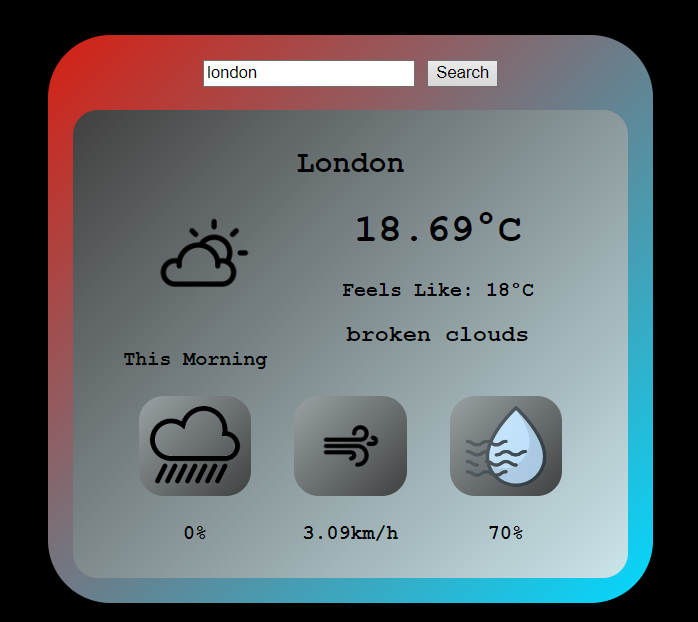 london
Search
London
18.69°C
Feels Like: 18°C
broken clouds
This Morning
0%
3.09km/h
70%